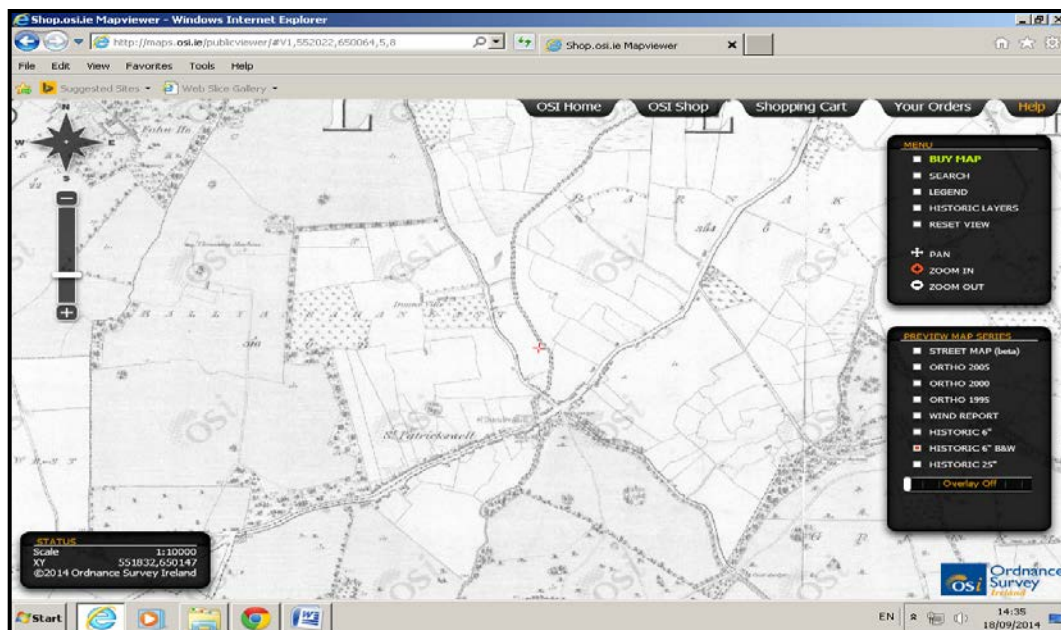 Shop.osi.ie Mapviewer - Windows Internet Explorer
http://maps.osi.ie/publicviewer/#V1,552022,650064,5,8
Shop.osi.ie Mapviewer
File Edit View Favorites Tools Help
Suggested Sites Web Slice Gallery
OSI Home OSI Shop Shopping Cart Your Orders Help
N
W E
S
MENU
BUY MAP
SEARCH
LEGEND
HISTORIC LAYERS
RESET VIEW
PAN
ZOOM IN
ZOOM OUT
St. Patrickswell
PREVIEW MAP SERIES
STREET MAP (beta)
ORTHO 2005
ORTHO 2000
ORTHO 1995
WIND REPORT
HISTORIC 6"
HISTORIC 6" B&W
HISTORIC 25"
Overlay Off
STATUS
Scale 1:10000
XY 551832,650147
©2014 Ordnance Survey Ireland
osi
Ordnance
Survey
Ireland
Start
EN
14:35
18/09/2014